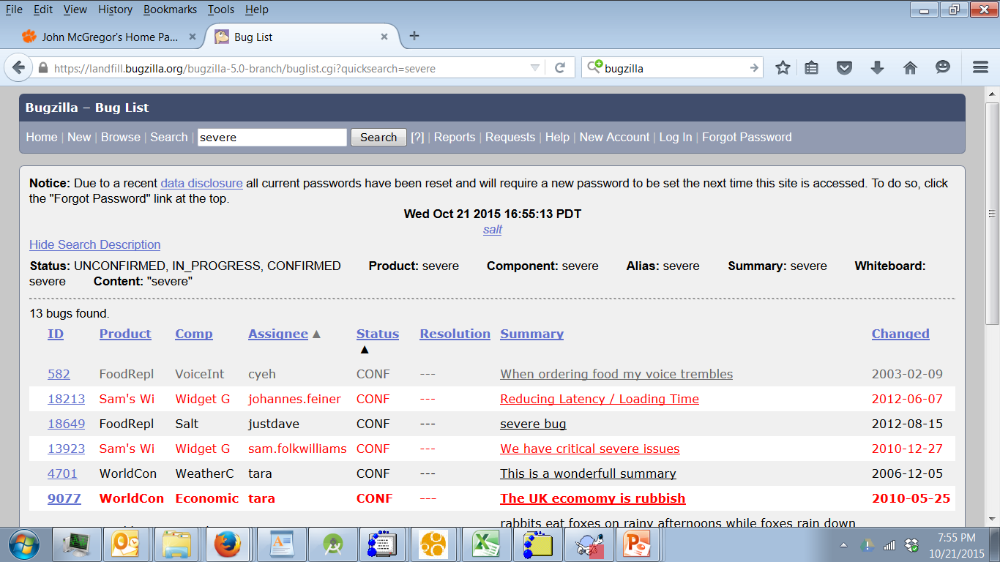 File Edit View History Bookmarks Tools Help
John McGregor's Home Pa... × Bug List × +
https://landfill.bugzilla.org/bugzilla-5.0-branch/buglist.cgi?quicksearch=severe bugzilla
Bugzilla – Bug List
Home | New | Browse | Search | severe Search [?] | Reports | Requests | Help | New Account | Log In | Forgot Password
Notice: Due to a recent data disclosure all current passwords have been reset and will require a new password to be set the next time this site is accessed. To do so, click
the "Forgot Password" link at the top.
Wed Oct 21 2015 16:55:13 PDT
salt
Hide Search Description
Status: UNCONFIRMED, IN_PROGRESS, CONFIRMED Product: severe Component: severe Alias: severe Summary: severe Whiteboard:
severe Content: "severe"
13 bugs found.
ID Product Comp Assignee ▲ Status Resolution Summary Changed
▲
582 FoodRepl VoiceInt cyeh CONF --- When ordering food my voice trembles 2003-02-09
18213 Sam's Wi Widget G johannes.feiner CONF --- Reducing Latency / Loading Time 2012-06-07
18649 FoodRepl Salt justdave CONF --- severe bug 2012-08-15
13923 Sam's Wi Widget G sam.folkwilliams CONF --- We have critical severe issues 2010-12-27
4701 WorldCon WeatherC tara CONF --- This is a wonderfull summary 2006-12-05
9077 WorldCon Economic tara CONF --- The UK ecomomy is rubbish 2010-05-25
rabbits eat foxes on rainy afternoons while foxes rain down
7:55 PM
10/21/2015